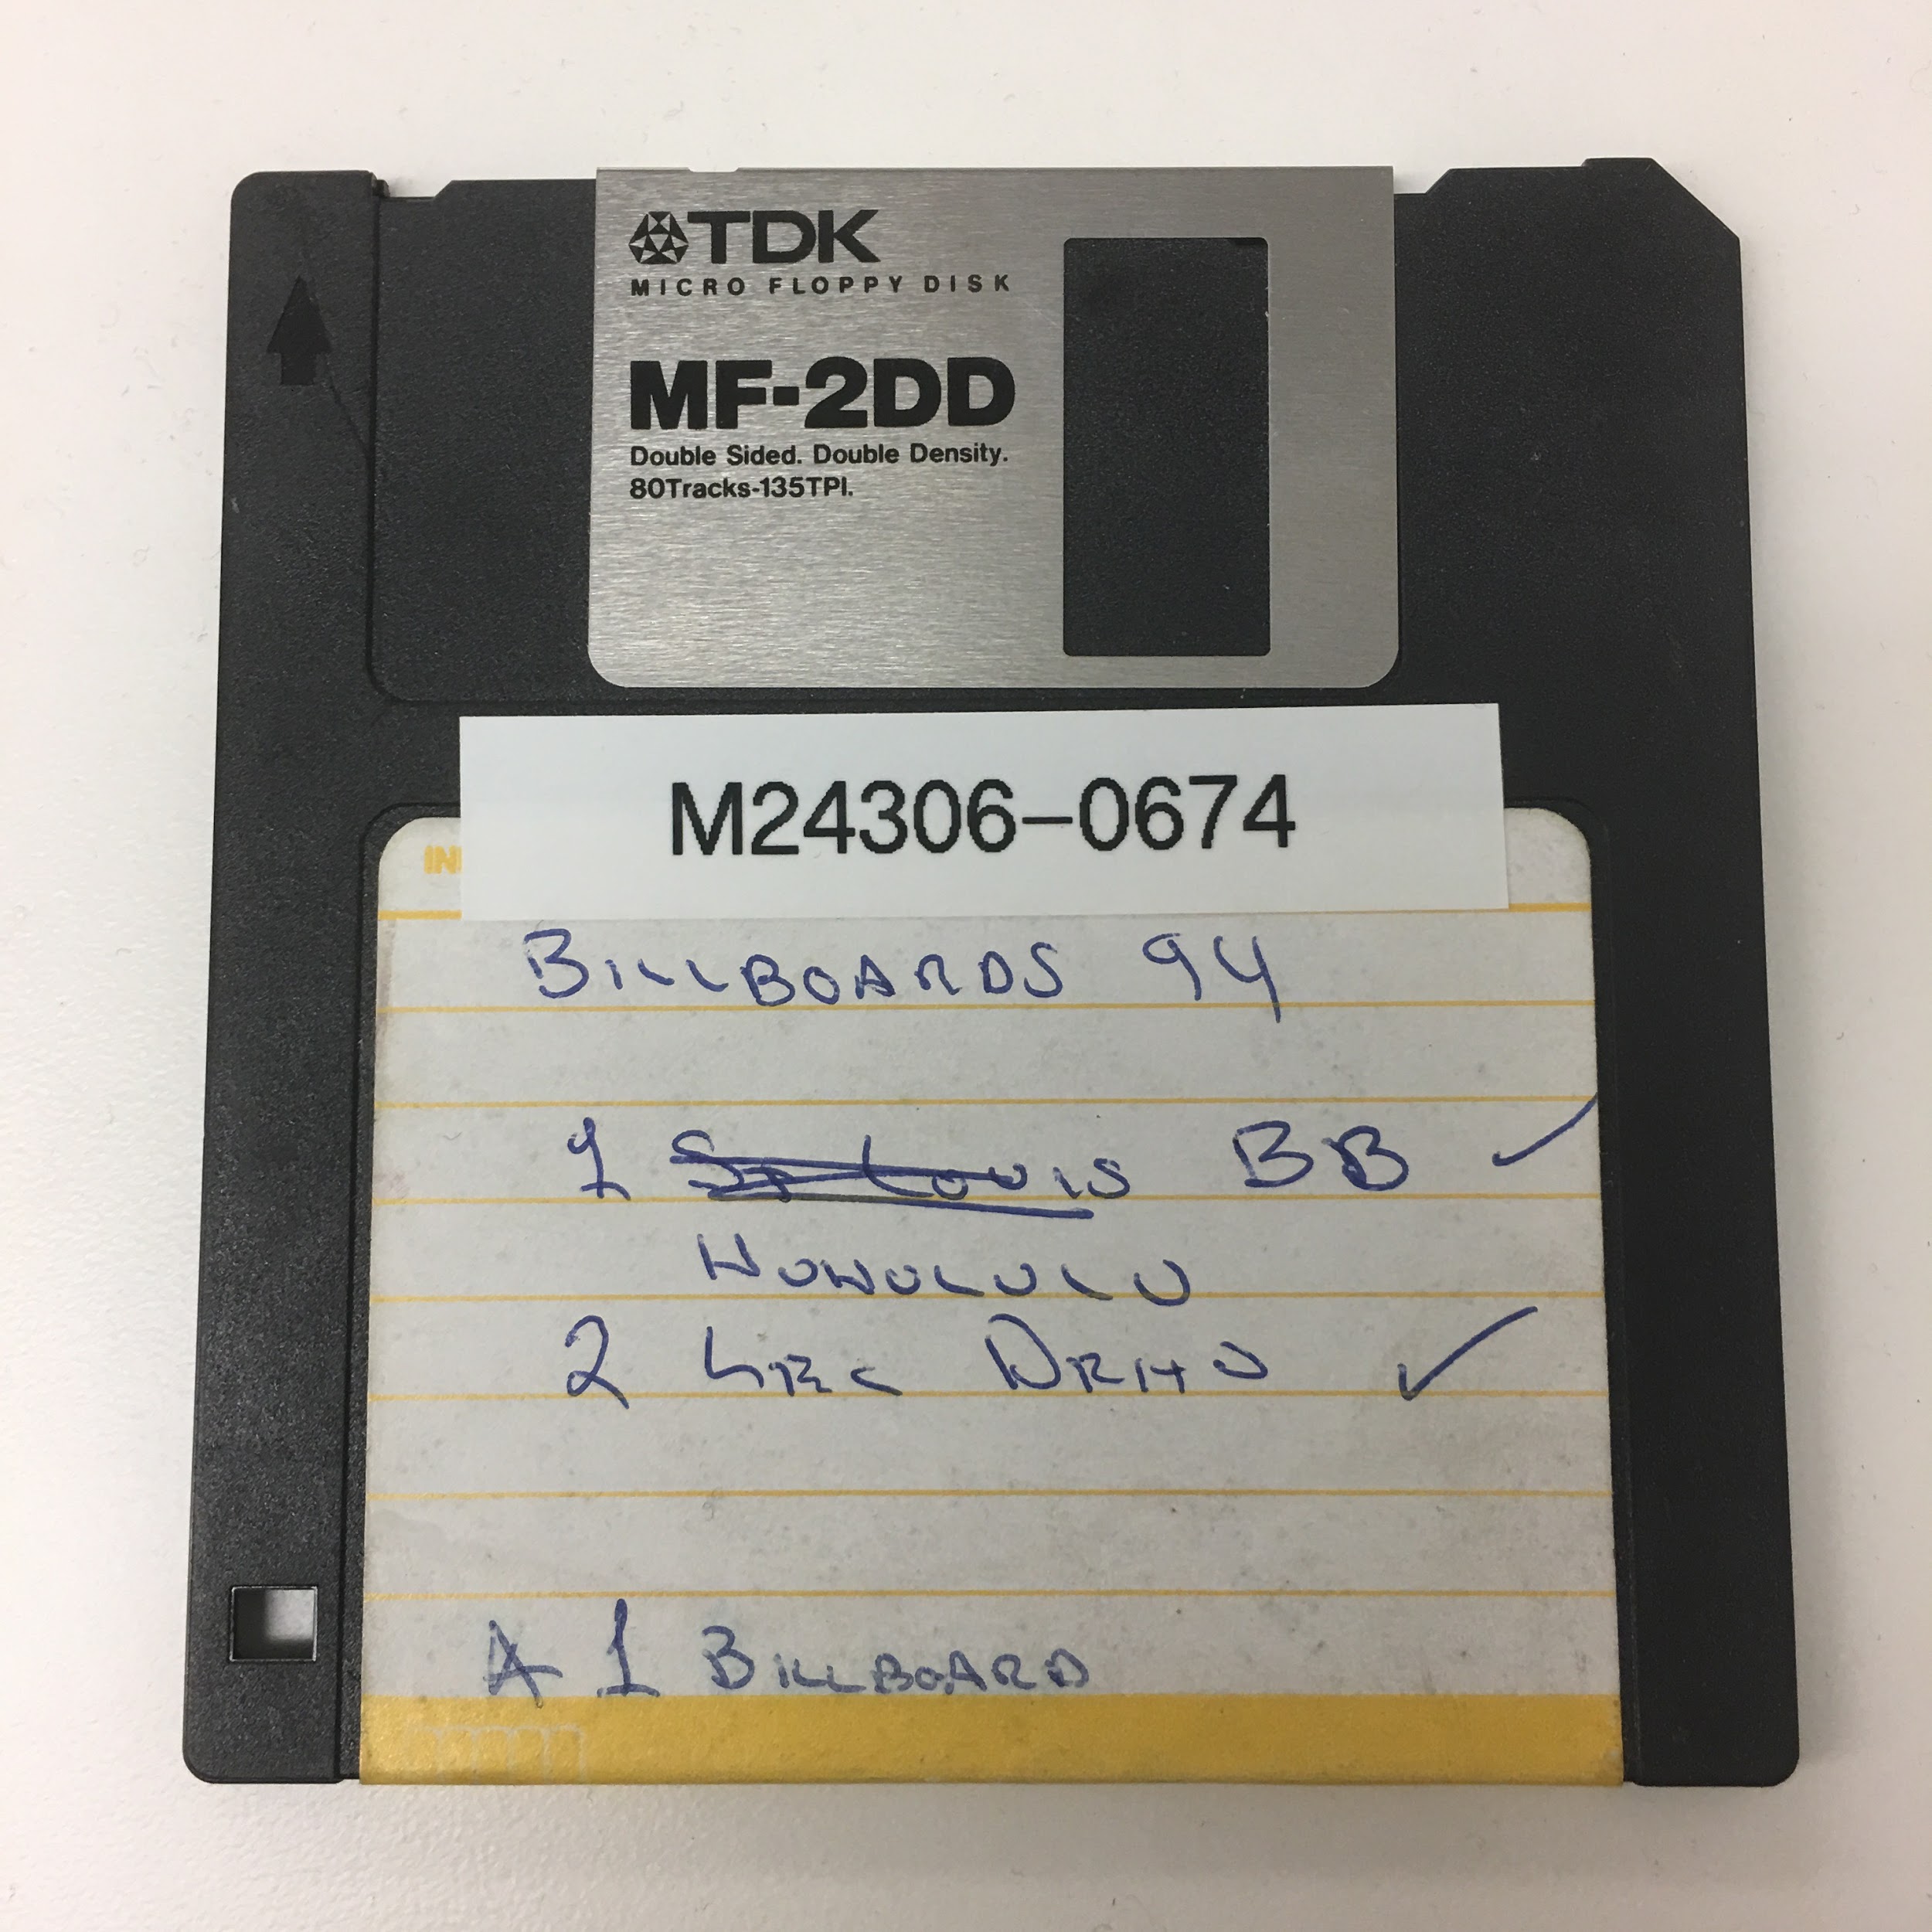 TDK
MICRO FLOPPY DISK
MF-2DD
Double Sided. Double Density.
80Tracks-135TPI.
M24306-0674
IN
BILLBOARDS 94
1 St Louis BB ✓
HONOLULU
2 ✓
A 1 BILLBOARD